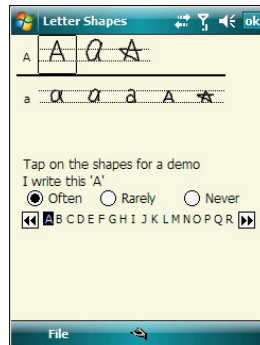 Letter Shapes ok
A A a A
a a a a A A
Tap on the shapes for a demo
I write this 'A'
Often Rarely Never
A B C D E F G H I J K L M N O P Q R
File